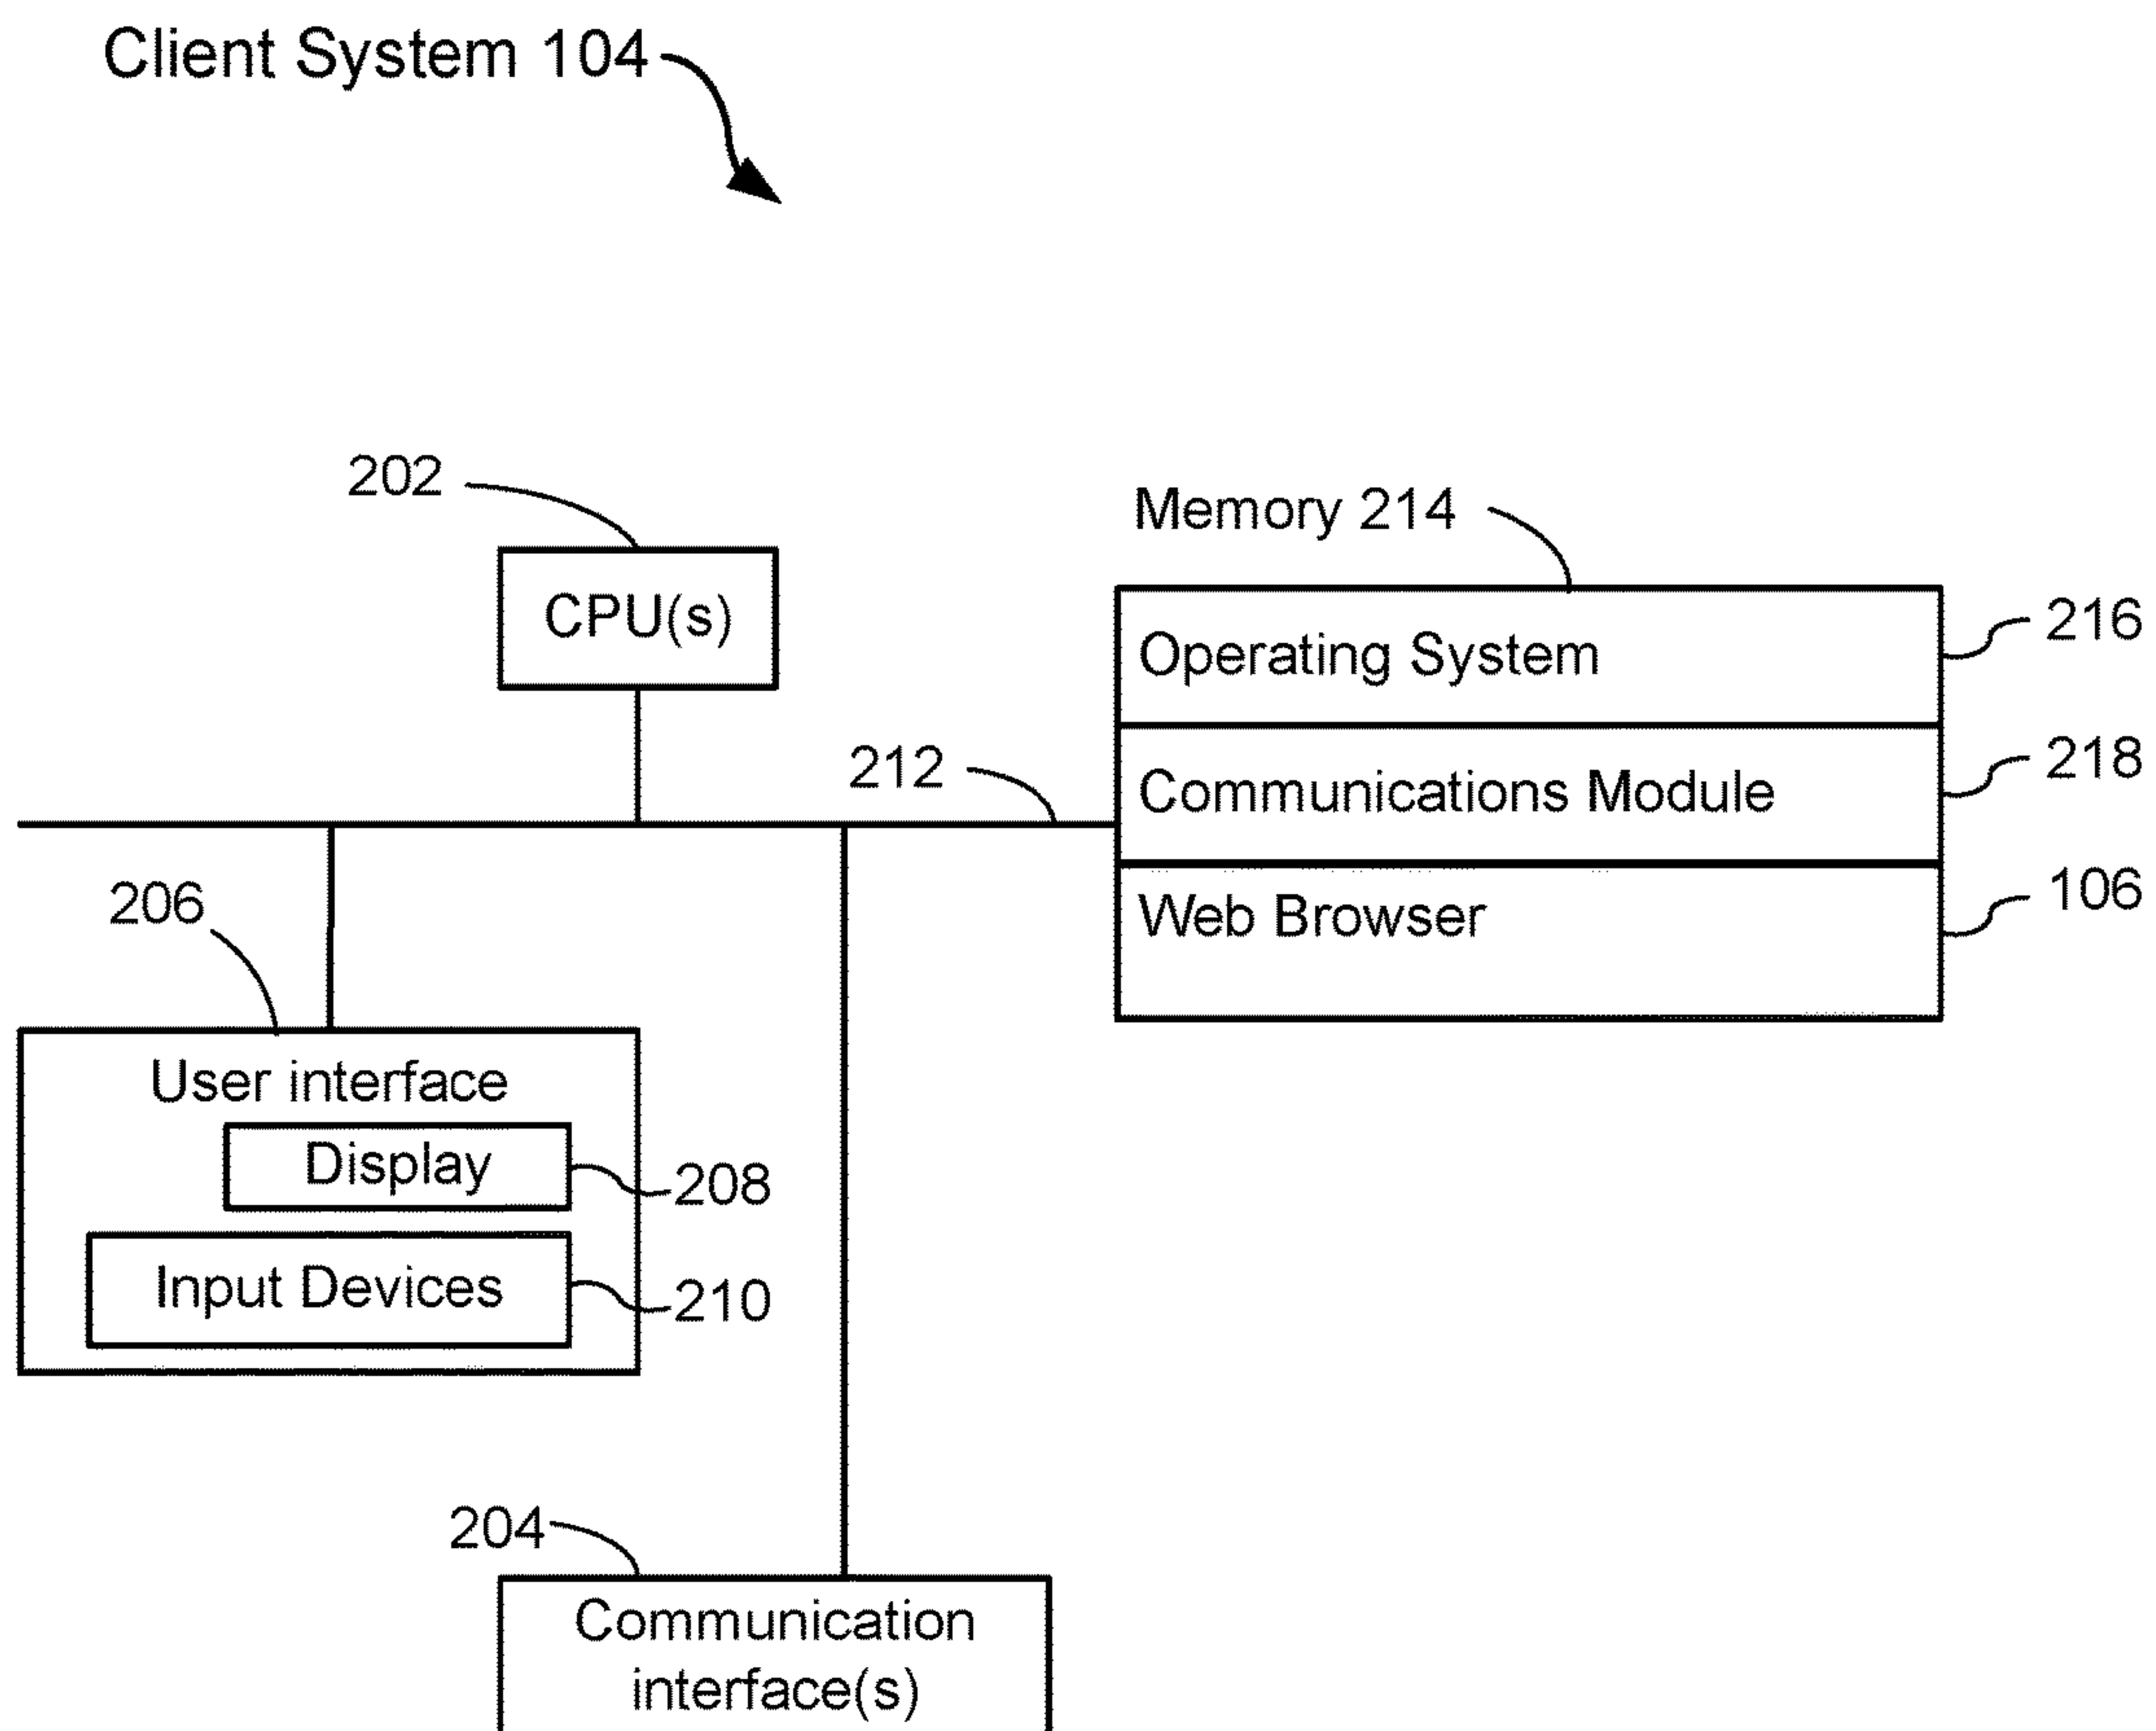 Client System 104
202
CPU(s)
Memory 214
Operating System
216
212
Communications Module
218
Web Browser
106
206
User interface
Display
208
Input Devices
210
204
Communication
interface(s)